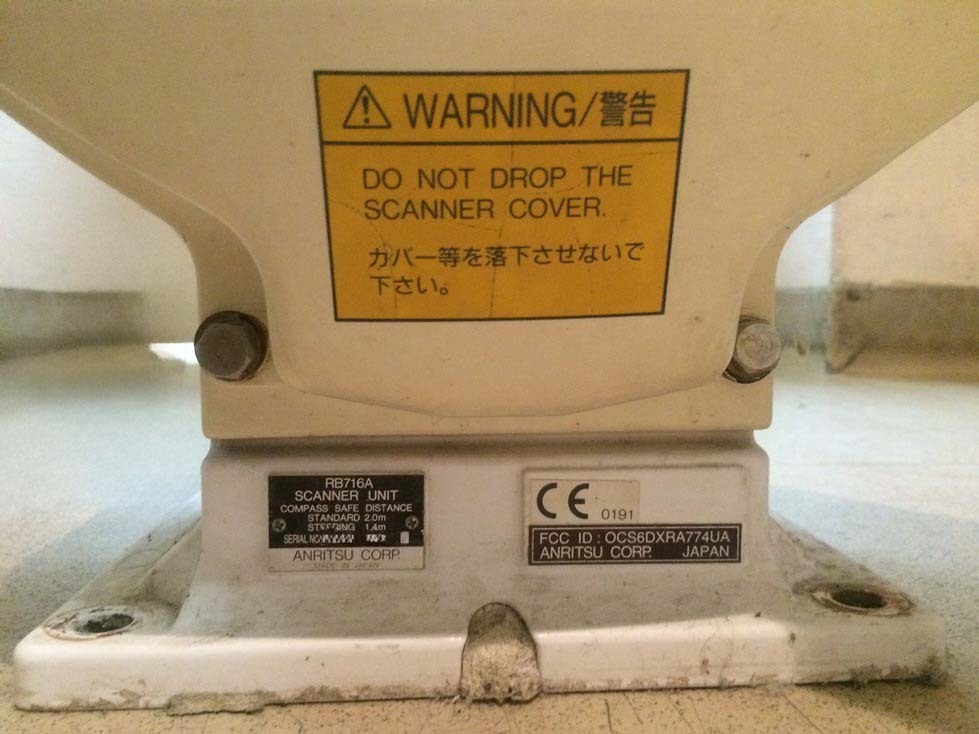 WARNING/警告
DO NOT DROP THE
SCANNER COVER.
カバー等を落下させないで
下さい。
RB716A
SCANNER UNIT
COMPASS SAFE DISTANCE
STANDARD 2.0m
STEERING 1.4m
SERIAL NO
ANRITSU CORP.
MADE IN JAPAN
CE 0191
FCC ID : OCS6DXRA774UA
ANRITSU CORP. JAPAN